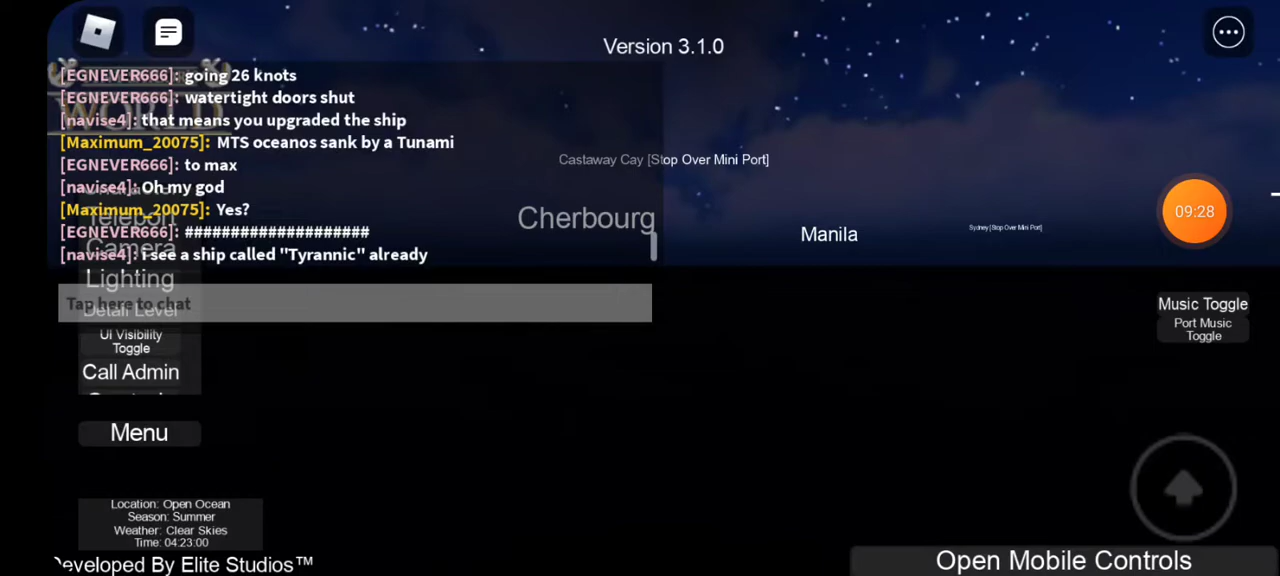 Version 3.1.0
[EGNEVER666]: going 26 knots
[EGNEVER666]: watertight doors shut
WORLD
[navise4]: that means you upgraded the ship
[Maximum_20075]: MTS oceanos sank by a Tunami
[EGNEVER666]: to max
[navise4]: Oh my god
[Maximum_20075]: Yes?
[EGNEVER666]: ####################
[navise4]: i see a ship called "Tyrannic" already
Castaway Cay [Stop Over Mini Port]
Cherbourg
Manila
Sydney [Stop Over Mini Port]
09:28
Teleport
Camera
Lighting
Tap here to chat
Detail Level
UI Visibility
Toggle
Call Admin
Menu
Music Toggle
Port Music
Toggle
Location: Open Ocean
Season: Summer
Weather: Clear Skies
Time: 04:23:00
eveloped By Elite Studios™
Open Mobile Controls